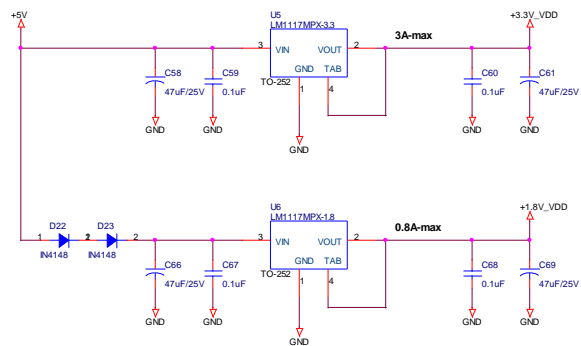 +5V
U5
LM1117MPX-3.3
3A-max
+3.3V_VDD
3 VIN VOUT 2
GND TAB
TO-252
1 4
C58
47uF/25V
C59
0.1uF
C60
0.1uF
C61
47uF/25V
GND GND GND GND
GND
U6
LM1117MPX-1.8
0.8A-max
+1.8V_VDD
D22 D23
1 2 1 2 3 VIN VOUT 2
IN4148 IN4148
GND TAB
TO-252
1 4
C66
47uF/25V
C67
0.1uF
C68
0.1uF
C69
47uF/25V
GND GND GND GND
GND